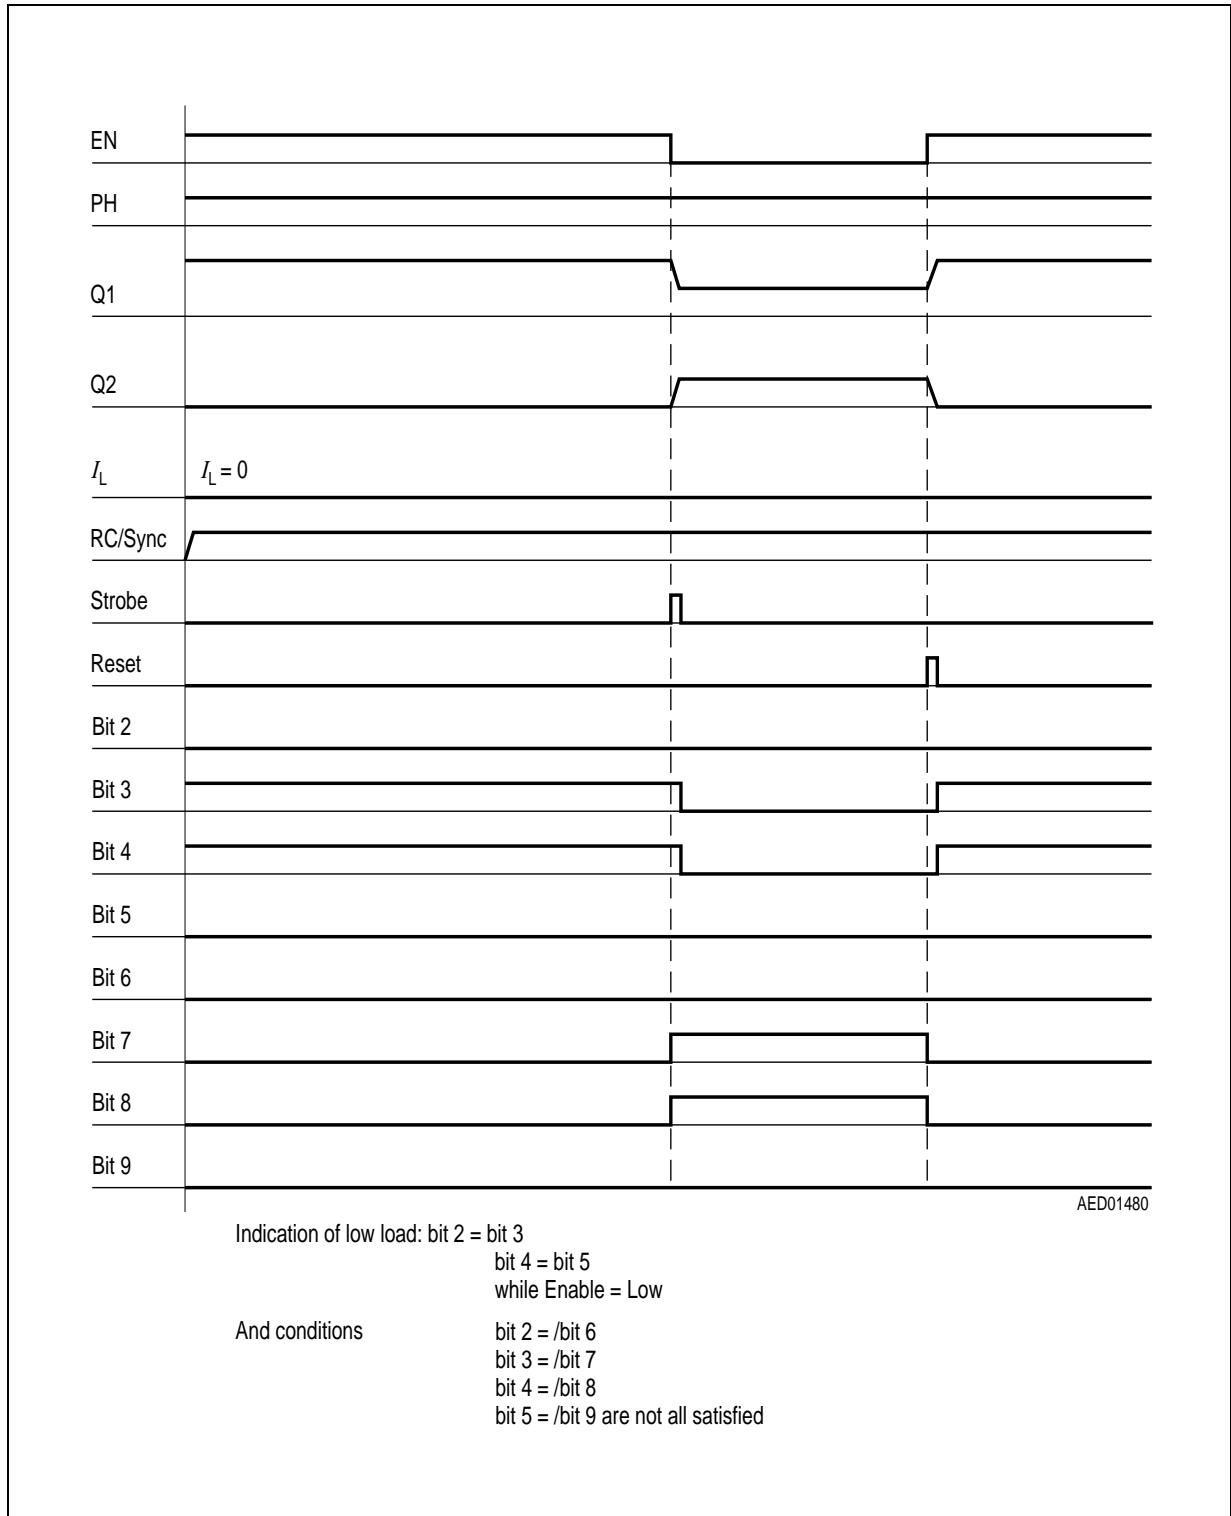 EN
PH
Q1
Q2
IL IL = 0
RC/Sync
Strobe
Reset
Bit 2
Bit 3
Bit 4
Bit 5
Bit 6
Bit 7
Bit 8
Bit 9
AED01480
Indication of low load: bit 2 = bit 3
bit 4 = bit 5
while Enable = Low
And conditions bit 2 = /bit 6
bit 3 = /bit 7
bit 4 = /bit 8
bit 5 = /bit 9 are not all satisfied